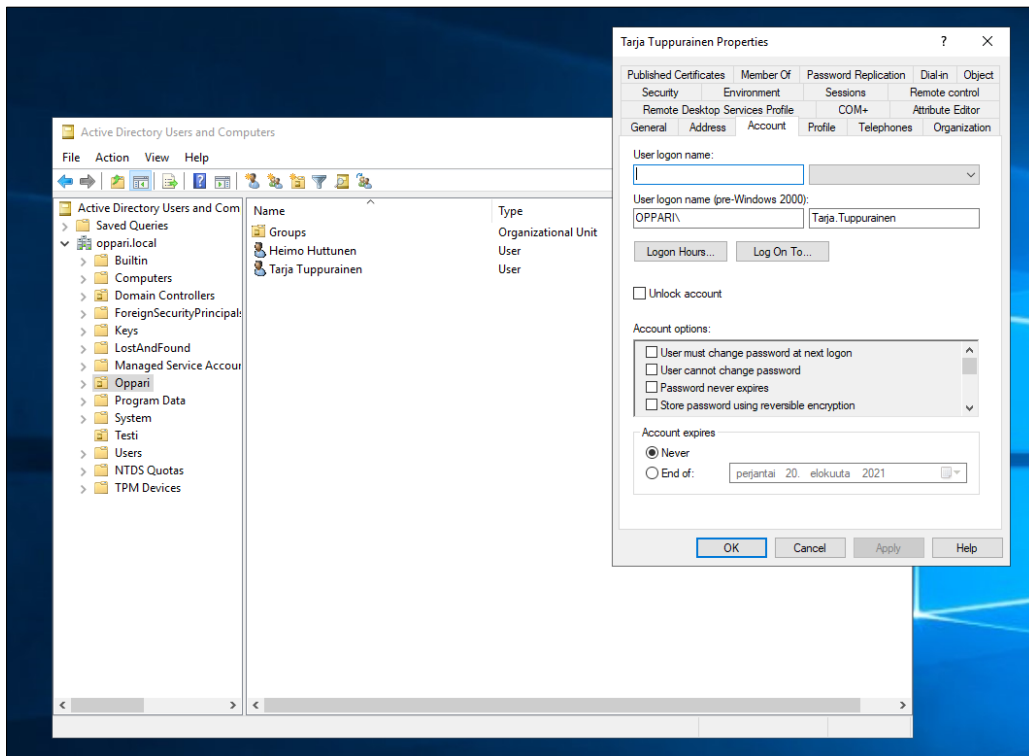 Active Directory Users and Computers
File Action View Help
Active Directory Users and Com
Saved Queries
oppari.local
Builtin
Computers
Domain Controllers
ForeignSecurityPrincipal
Keys
LostAndFound
Managed Service Accour
Oppari
Program Data
System
Testi
Users
NTDS Quotas
TPM Devices
Name Type
Groups Organizational Unit
Heimo Huttunen User
Tarja Tuppurainen User
Tarja Tuppurainen Properties
Published Certificates Member Of Password Replication Dial-in Object
Security Environment Sessions Remote control
Remote Desktop Services Profile COM+ Attribute Editor
General Address Account Profile Telephones Organization
User logon name:
User logon name (pre-Windows 2000):
OPPARI\ Tarja.Tuppurainen
Logon Hours... Log On To...
Unlock account
Account options:
User must change password at next logon
User cannot change password
Password never expires
Store password using reversible encryption
Account expires
Never
End of: perjantai 20. elokuuta 2021
OK Cancel Apply Help